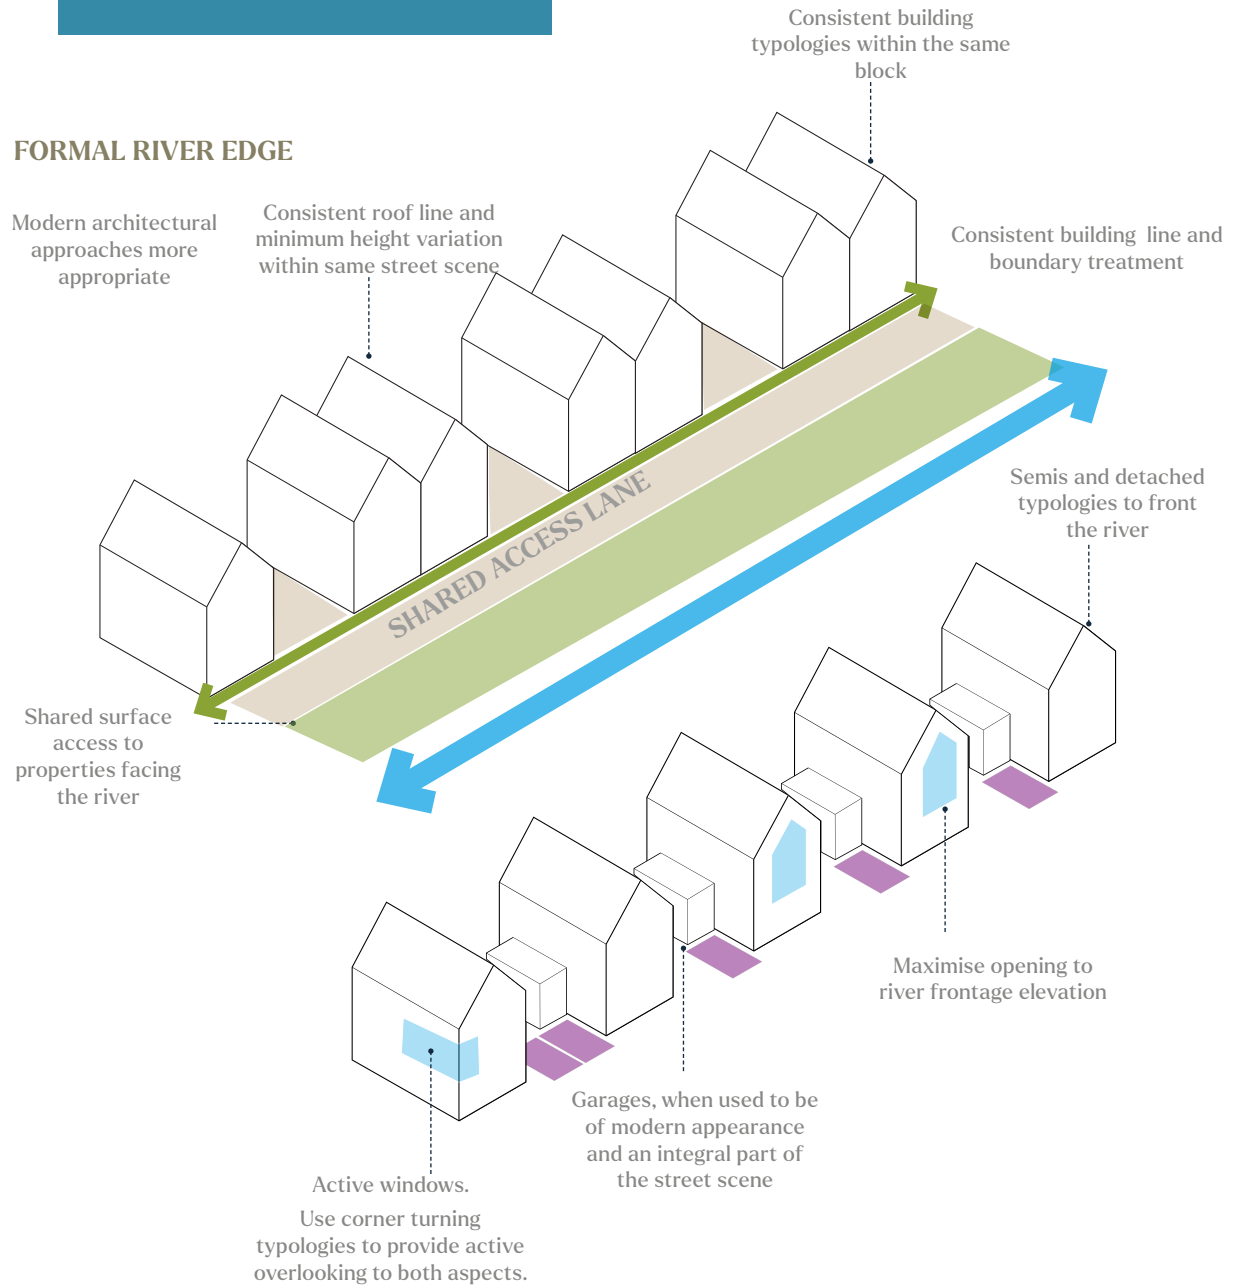 Consistent building
typologies within the same
block
FORMAL RIVER EDGE
Modern architectural
approaches more
appropriate
Consistent roof line and
minimum height variation
within same street scene
Consistent building line and
boundary treatment
SHARED ACCESS LANE
Semis and detached
typologies to front
the river
Shared surface
access to
properties facing
the river
Maximise opening to
river frontage elevation
Garages, when used to be
of modern appearance
and an integral part of
the street scene
Active windows.
Use corner turning
typologies to provide active
overlooking to both aspects.